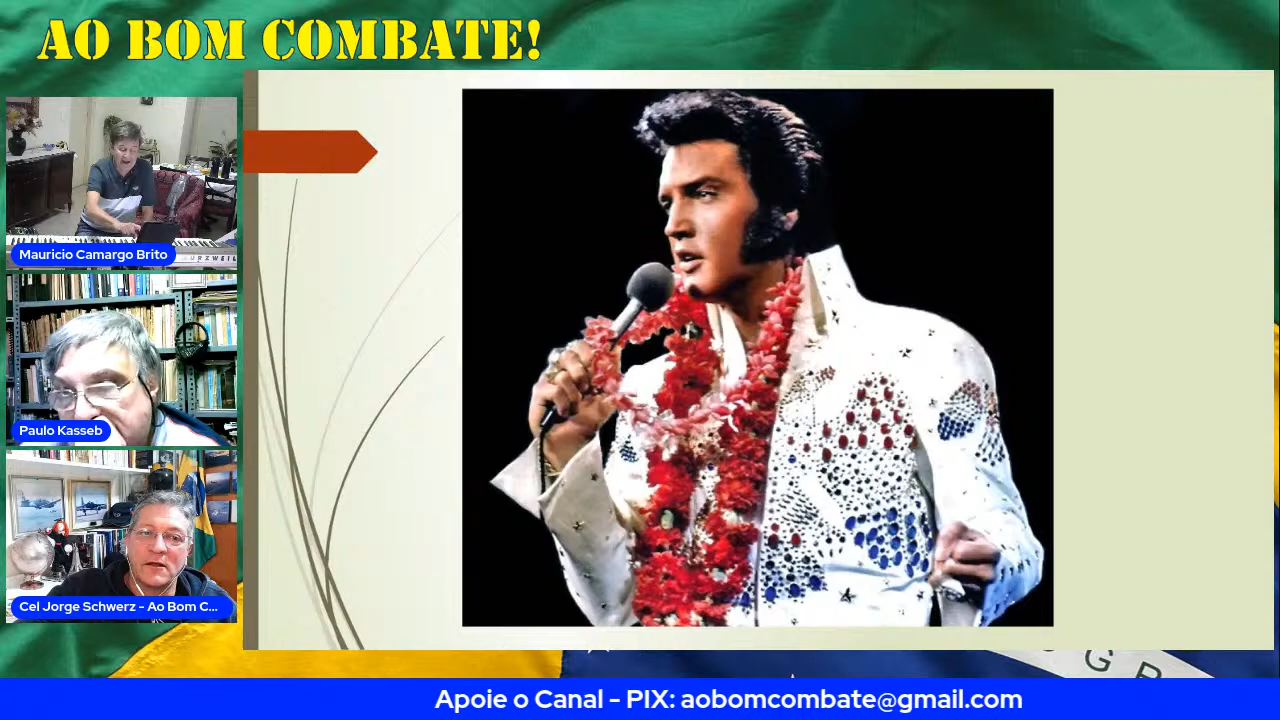 AO BOM COMBATE!
Mauricio Camargo Brito
KURZWEIL
Paulo Kasseb
Cel Jorge Schwerz - Ao Bom C...
G R
Apoie o Canal - PIX: aobomcombate@gmail.com